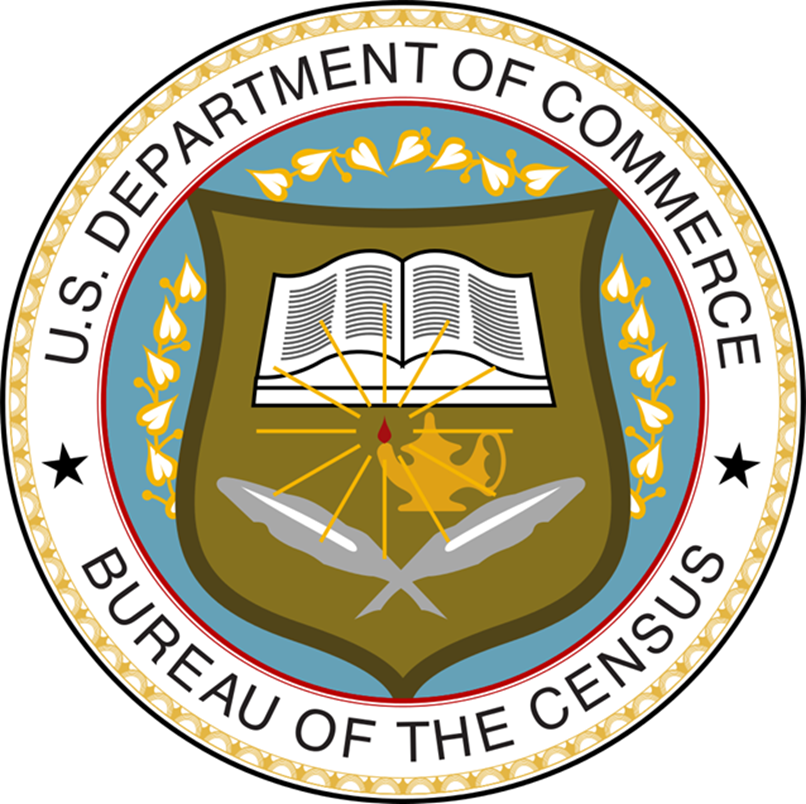 U.S. DEPARTMENT OF COMMERCE
BUREAU OF THE CENSUS